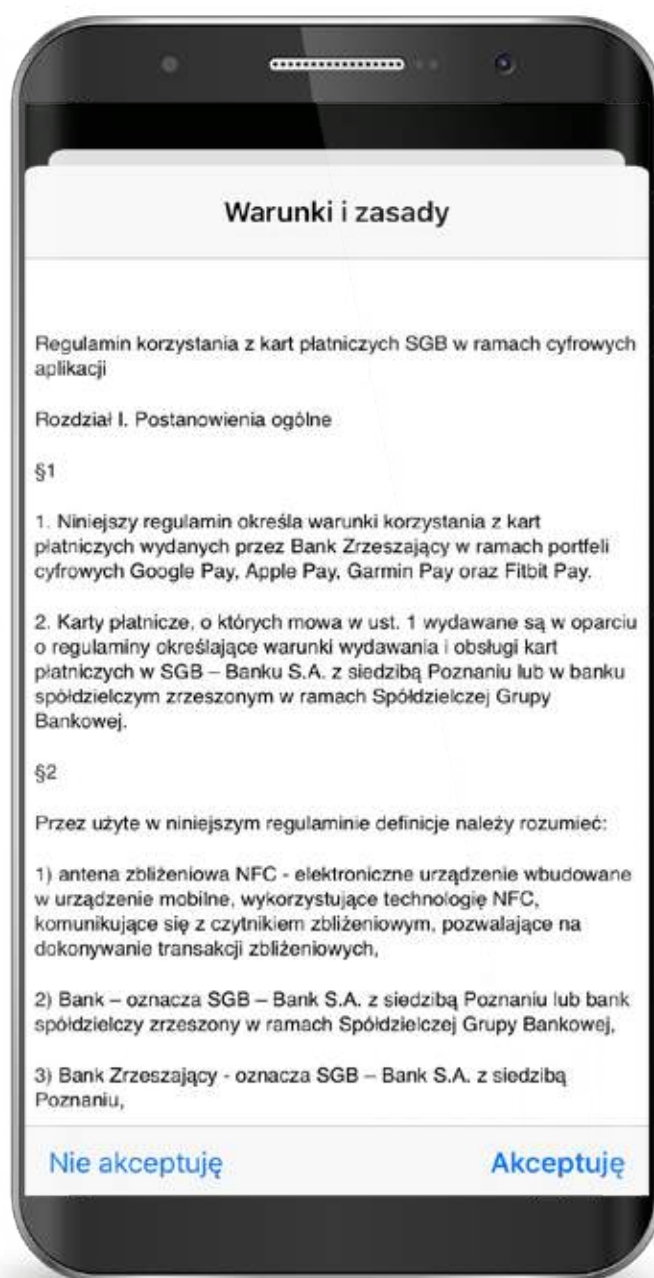 Warunki i zasady
Regulamin korzystania z kart płatniczych SGB w ramach cyfrowych
aplikacji
Rozdział I. Postanowienia ogólne
§1
1. Niniejszy regulamin określa warunki korzystania z kart
płatniczych wydanych przez Bank Zrzeszający w ramach portfeli
cyfrowych Google Pay, Apple Pay, Garmin Pay oraz Fitbit Pay.
2. Karty płatnicze, o których mowa w ust. 1 wydawane są w oparciu
o regulaminy określające warunki wydawania i obsługi kart
płatniczych w SGB – Banku S.A. z siedzibą Poznaniu lub w banku
spółdzielczym zrzeszonym w ramach Spółdzielczej Grupy
Bankowej.
§2
Przez użyte w niniejszym regulaminie definicje należy rozumieć:
1) antena zbliżeniowa NFC - elektroniczne urządzenie wbudowane
w urządzenie mobilne, wykorzystujące technologię NFC,
komunikujące się z czytnikiem zbliżeniowym, pozwalające na
dokonywanie transakcji zbliżeniowych,
2) Bank – oznacza SGB – Bank S.A. z siedzibą Poznaniu lub bank
spółdzielczy zrzeszony w ramach Spółdzielczej Grupy Bankowej,
3) Bank Zrzeszający - oznacza SGB – Bank S.A. z siedzibą
Poznaniu,
Nie akceptuję
Akceptuję